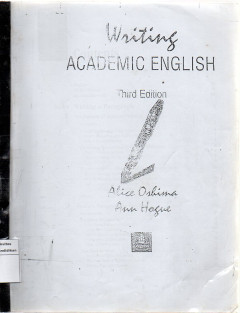 Writing
ACADEMIC ENGLISH
Third Edition
Alice Oshima
Ann Hogue